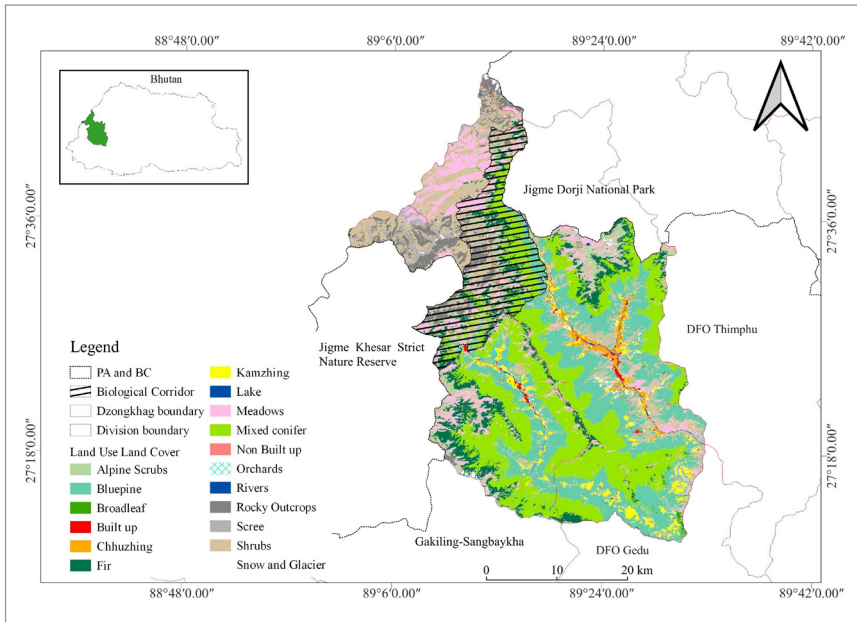 88°48'0.00"
89°6'0.00"
89°24'0.00"
89°42'0.00"
Bhutan
Jigme Dorji National Park
27°36'0.00"
27°36'0.00"
DFO Thimphu
Jigme Khesar Strict
Nature Reserve
Legend
PA and BC
Biological Corridor
Dzongkhag boundary
Division boundary
Land Use Land Cover
Alpine Scrubs
Bluepine
Broadleaf
Built up
Chhuzhing
Fir
Kamzhing
Lake
Meadows
Mixed conifer
Non Built up
Orchards
Rivers
Rocky Outcrops
Scree
Shrubs
Snow and Glacier
27°18'0.00"
27°18'0.00"
Gakiling-Sangbaykha
DFO Gedu
0 10 20 km
88°48'0.00"
89°6'0.00"
89°24'0.00"
89°42'0.00"